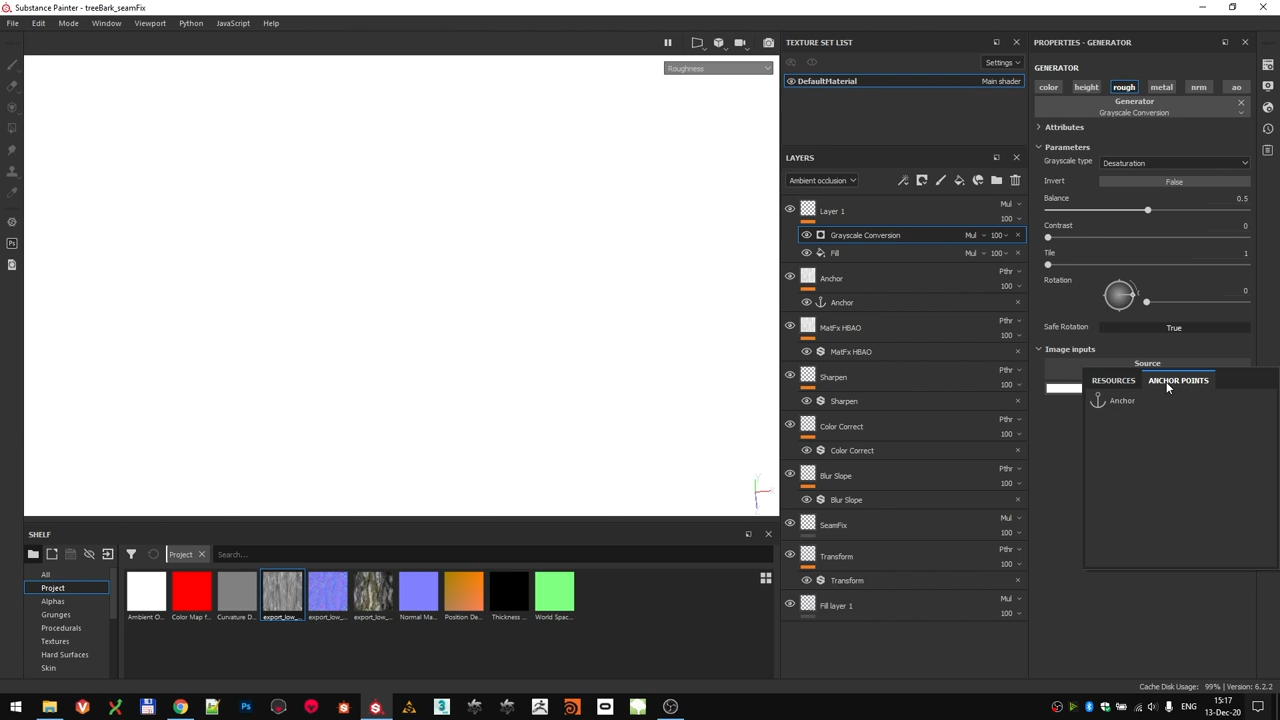 Substance Painter - treeBark_seamFix
File Edit Mode Window Viewport Python JavaScript Help
Roughness
TEXTURE SET LIST
Settings
DefaultMaterial Main shader
LAYERS
Ambient occlusion
Layer 1 Mul
100
Grayscale Conversion Mul 100
Fill Mul 100
Anchor Pthr
100
Anchor
MatFx HBAO Pthr
100
MatFx HBAO
Sharpen Pthr
100
Sharpen
Color Correct Pthr
100
Color Correct
Blur Slope Pthr
100
Blur Slope
SeamFix Mul
100
Transform Pthr
100
Transform
Fill layer 1 Mul
100
PROPERTIES - GENERATOR
GENERATOR
color height rough metal nrm ao
Generator
Grayscale Conversion
Attributes
Parameters
Grayscale type Desaturation
Invert False
Balance 0.5
Contrast 0
Tile 1
Rotation 0
Safe Rotation True
Image inputs
Source
RESOURCES ANCHOR POINTS
Anchor
SHELF
Project Search...
All
Project
Alphas
Grunges
Procedurals
Textures
Hard Surfaces
Skin
Ambient O... Color Map f... Curvature D... export_low_... export_low_... export_low_... Normal Ma... Position De... Thickness ... World Spac...
Cache Disk Usage: 99% | Version: 6.2.2
ENG
15:17
13-Dec-20